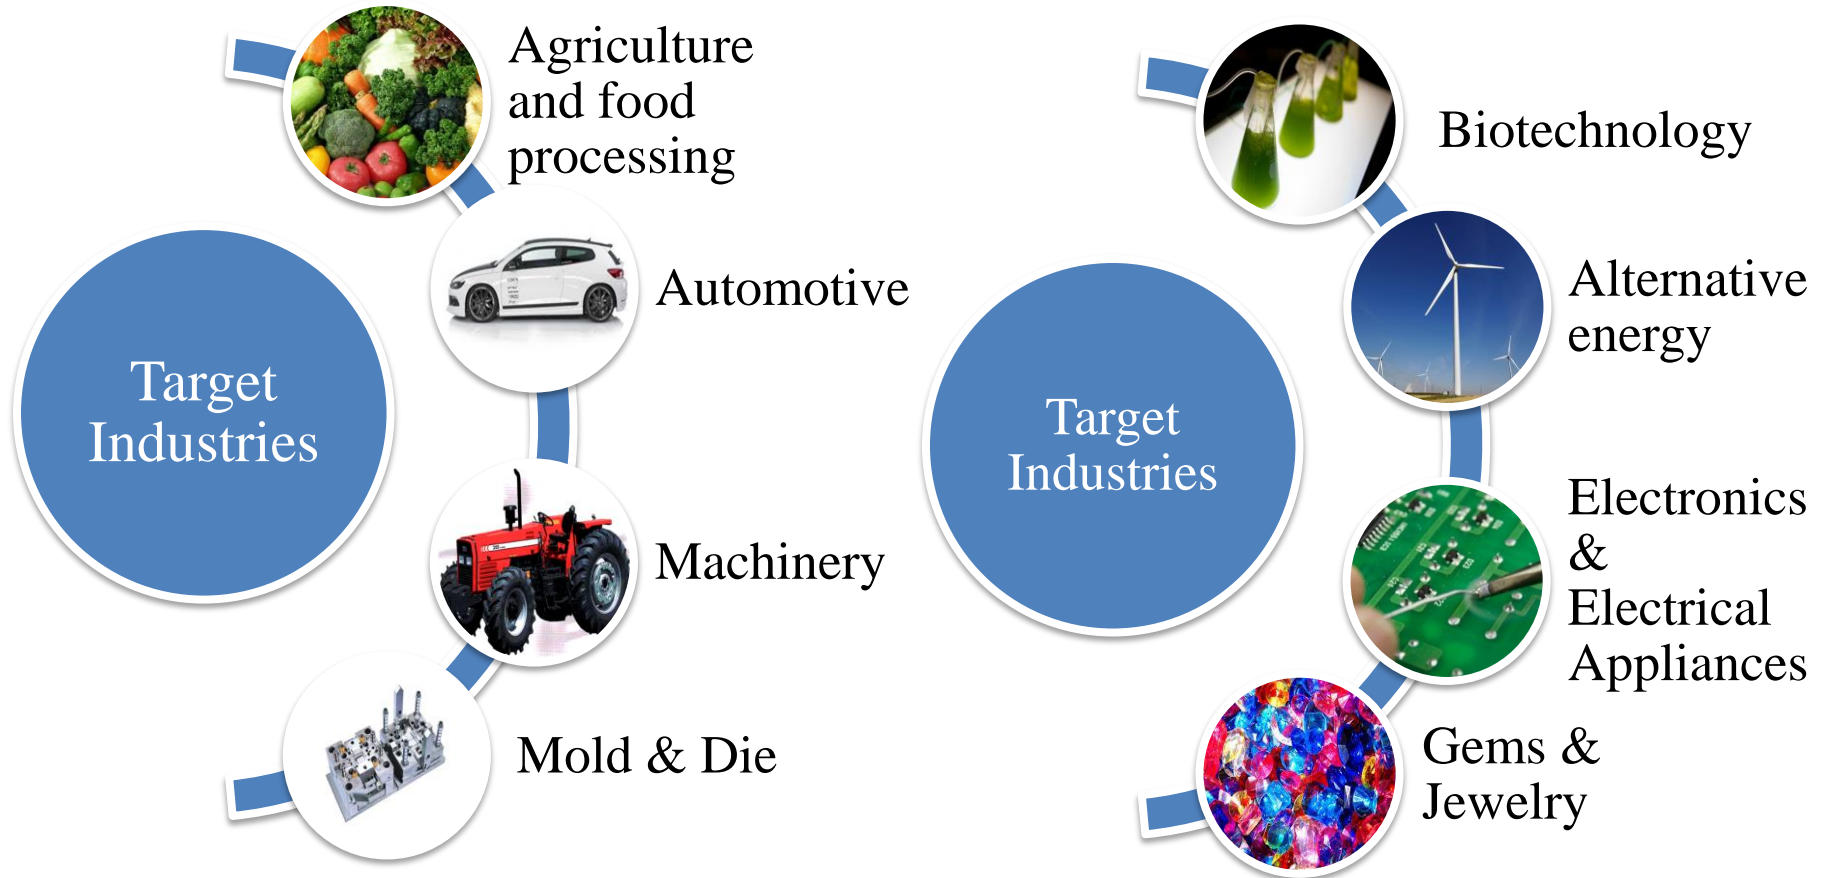 Agriculture
and food
processing
Target
Industries
Automotive
Machinery
Mold & Die
Biotechnology
Target
Industries
Alternative
energy
Electronics
&
Electrical
Appliances
Gems &
Jewelry